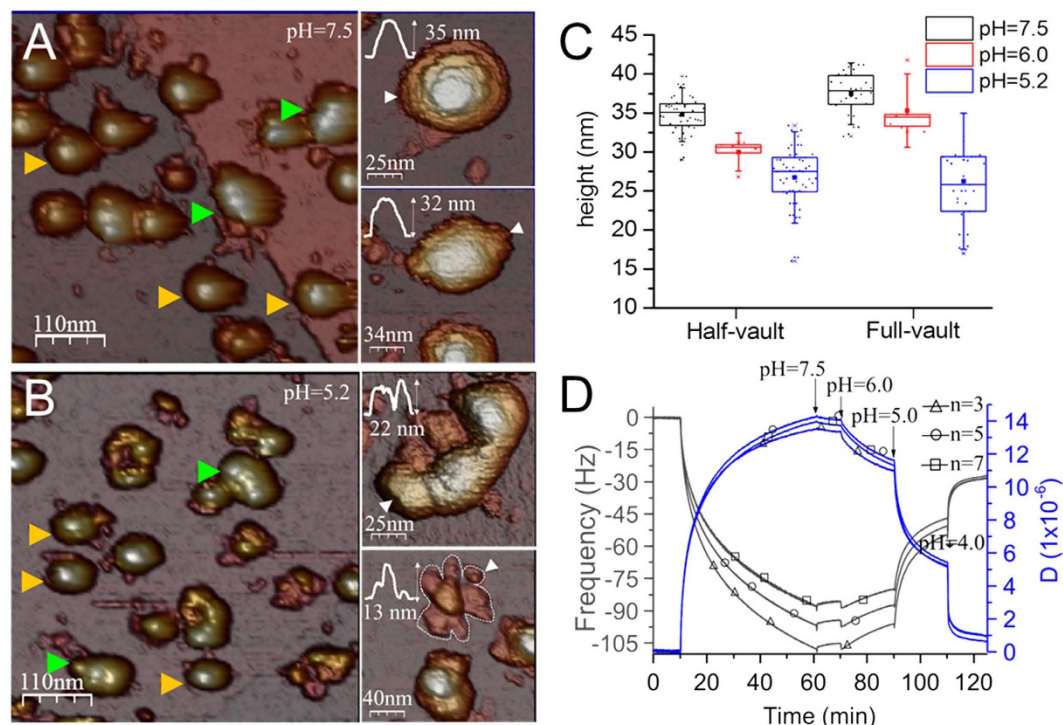 A
pH=7.5
110nm
35 nm
25nm
32 nm
34nm
B
pH=5.2
110nm
22 nm
25nm
13 nm
40nm
C
pH=7.5
pH=6.0
pH=5.2
height (nm)
45
40
35
30
25
20
15
10
Half-vault
Full-vault
D
pH=7.5
pH=6.0
pH=5.0
pH=4.0
n=3
n=5
n=7
Frequency (Hz)
0
-15
-30
-45
-60
-75
-90
-105
D (1x10⁻⁶)
14
12
10
8
6
4
2
0
0
20
40
60
80
100
120
Time (min)